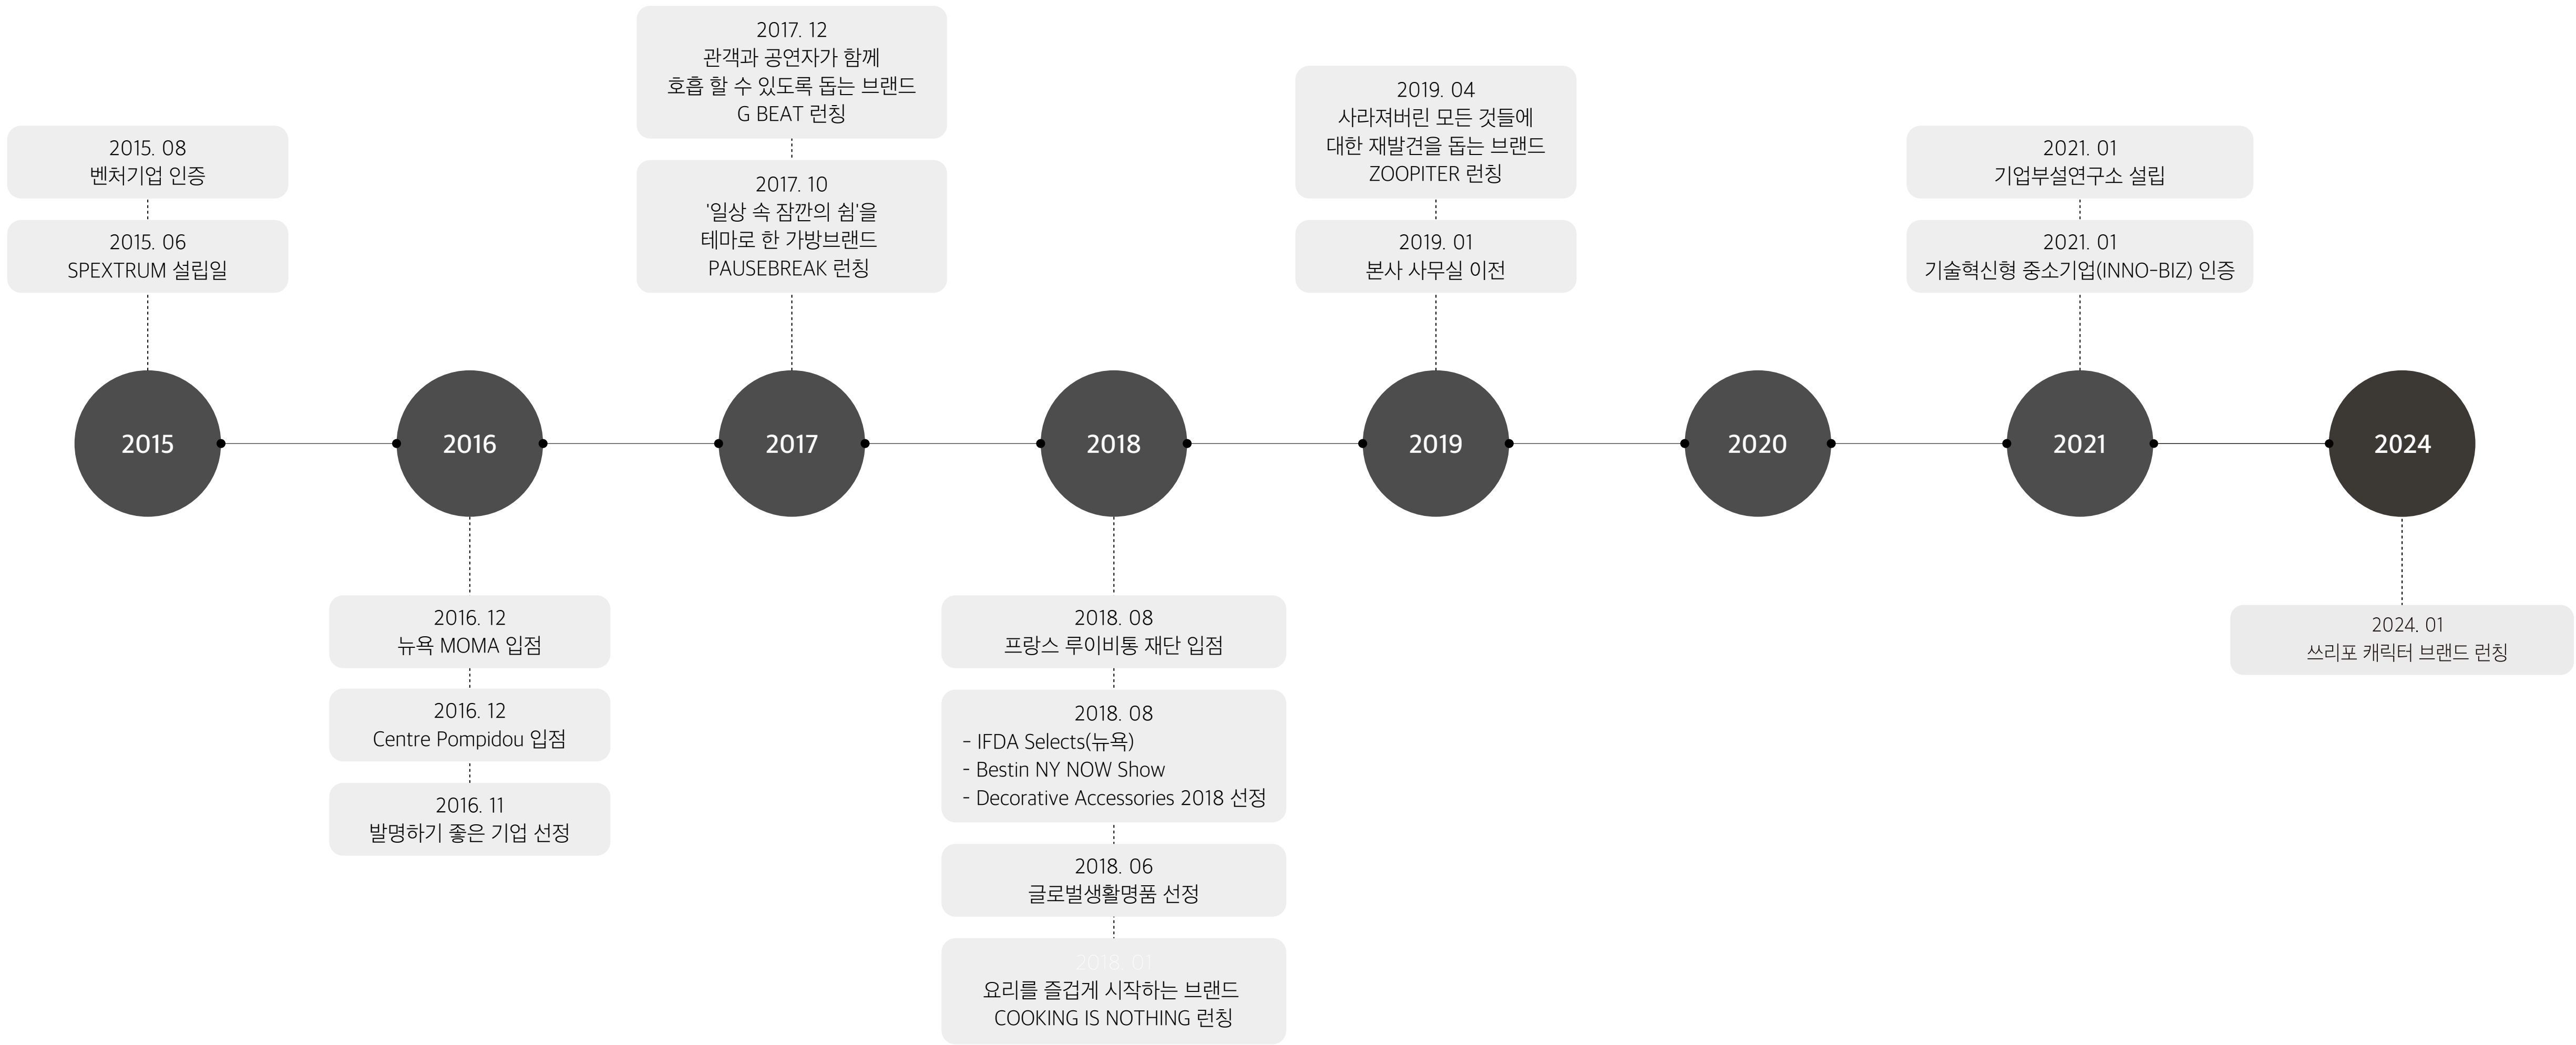 2015. 08
벤처기업 인증
2015. 06
SPEXTRUM 설립일
2017. 12
관객과 공연자가 함께
호흡 할 수 있도록 돕는 브랜드
G BEAT 런칭
2017. 10
'일상 속 잠깐의 쉼'을
테마로 한 가방브랜드
PAUSEBREAK 런칭
2019. 04
사라져버린 모든 것들에
대한 재발견을 돕는 브랜드
ZOOPITER 런칭
2019. 01
본사 사무실 이전
2021. 01
기업부설연구소 설립
2021. 01
기술혁신형 중소기업(INNO-BIZ) 인증
2015
2016
2017
2018
2019
2020
2021
2024
2016. 12
뉴욕 MOMA 입점
2016. 12
Centre Pompidou 입점
2016. 11
발명하기 좋은 기업 선정
2018. 08
프랑스 루이비통 재단 입점
2018. 08
- IFDA Selects(뉴욕)
- Bestin NY NOW Show
- Decorative Accessories 2018 선정
2018. 06
글로벌생활명품 선정
2018. 01
요리를 즐겁게 시작하는 브랜드
COOKING IS NOTHING 런칭
2024. 01
쓰리포 캐릭터 브랜드 런칭